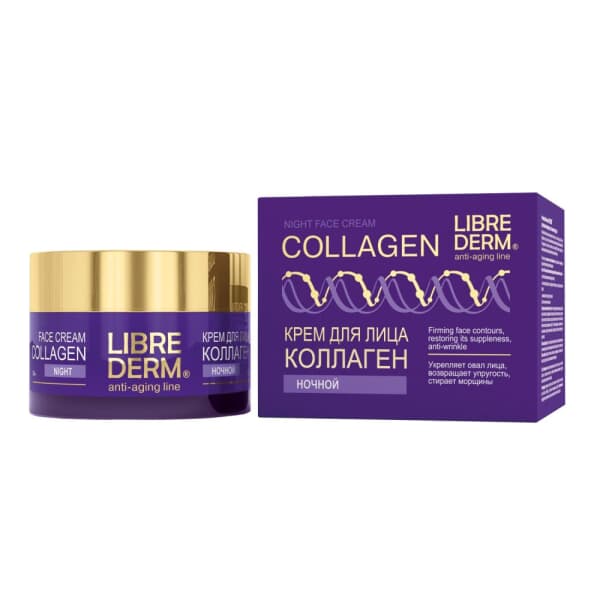 FACE CREAM
COLLAGEN
NIGHT
LIBRE
DERM®
anti-aging line
КРЕМ ДЛЯ ЛИЦА
КОЛЛАГЕН
НОЧНОЙ
NIGHT FACE CREAM
COLLAGEN
LIBRE
DERM®
anti-aging line
КРЕМ ДЛЯ ЛИЦА
КОЛЛАГЕН
НОЧНОЙ
Firming face contours,
restoring its suppleness,
anti-wrinkle
Укрепляет овал лица,
возвращает упругость,
стирает морщины